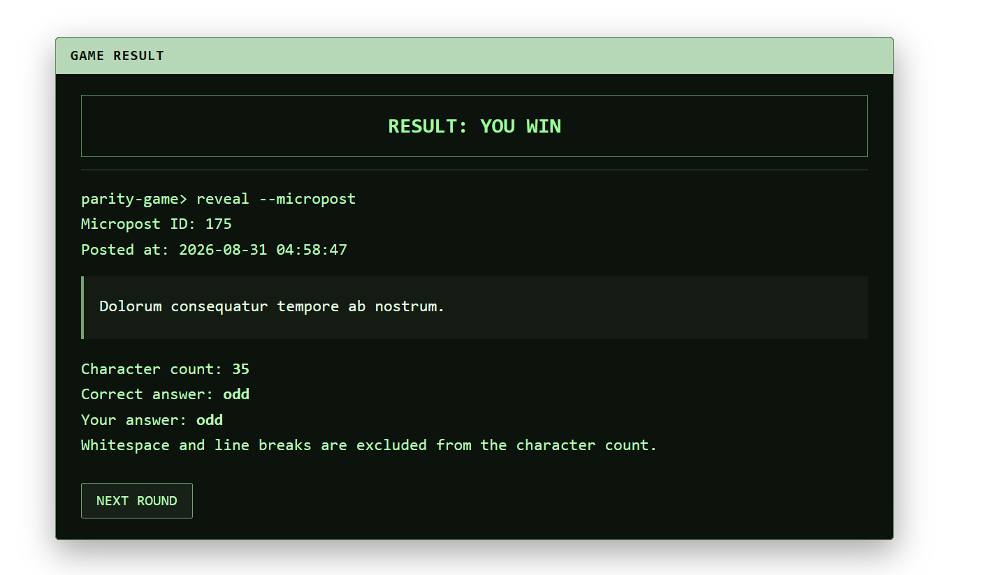 GAME RESULT
RESULT: YOU WIN
parity-game> reveal --micropost
Micropost ID: 175
Posted at: 2026-08-31 04:58:47
Dolorum consequatur tempore ab nostrum.
Character count: 35
Correct answer: odd
Your answer: odd
Whitespace and line breaks are excluded from the character count.
NEXT ROUND